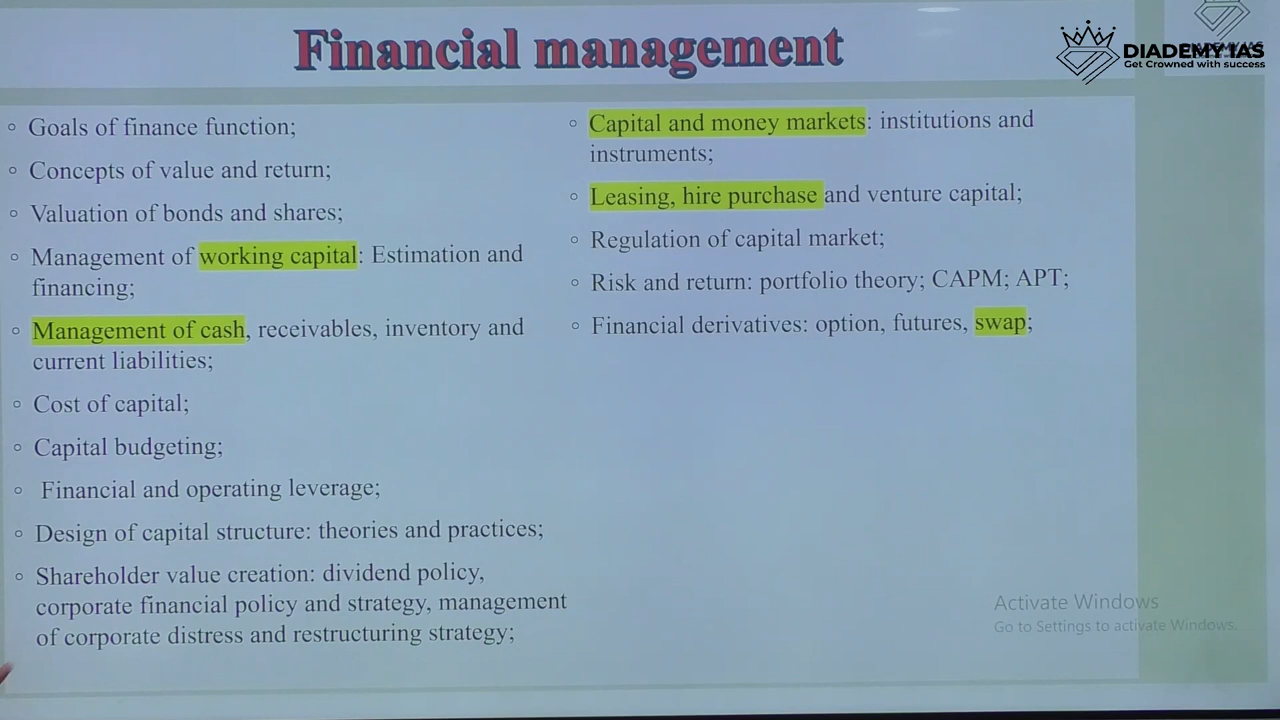 Financial management
DIADEMY IAS
Get Crowned with success
◦ Goals of finance function;
◦ Concepts of value and return;
◦ Valuation of bonds and shares;
◦ Management of working capital: Estimation and
financing;
◦ Management of cash, receivables, inventory and
current liabilities;
◦ Cost of capital;
◦ Capital budgeting;
◦ Financial and operating leverage;
◦ Design of capital structure: theories and practices;
◦ Shareholder value creation: dividend policy,
corporate financial policy and strategy, management
of corporate distress and restructuring strategy;
◦ Capital and money markets: institutions and
instruments;
◦ Leasing, hire purchase and venture capital;
◦ Regulation of capital market;
◦ Risk and return: portfolio theory; CAPM; APT;
◦ Financial derivatives: option, futures, swap;
Activate Windows
Go to Settings to activate Windows.